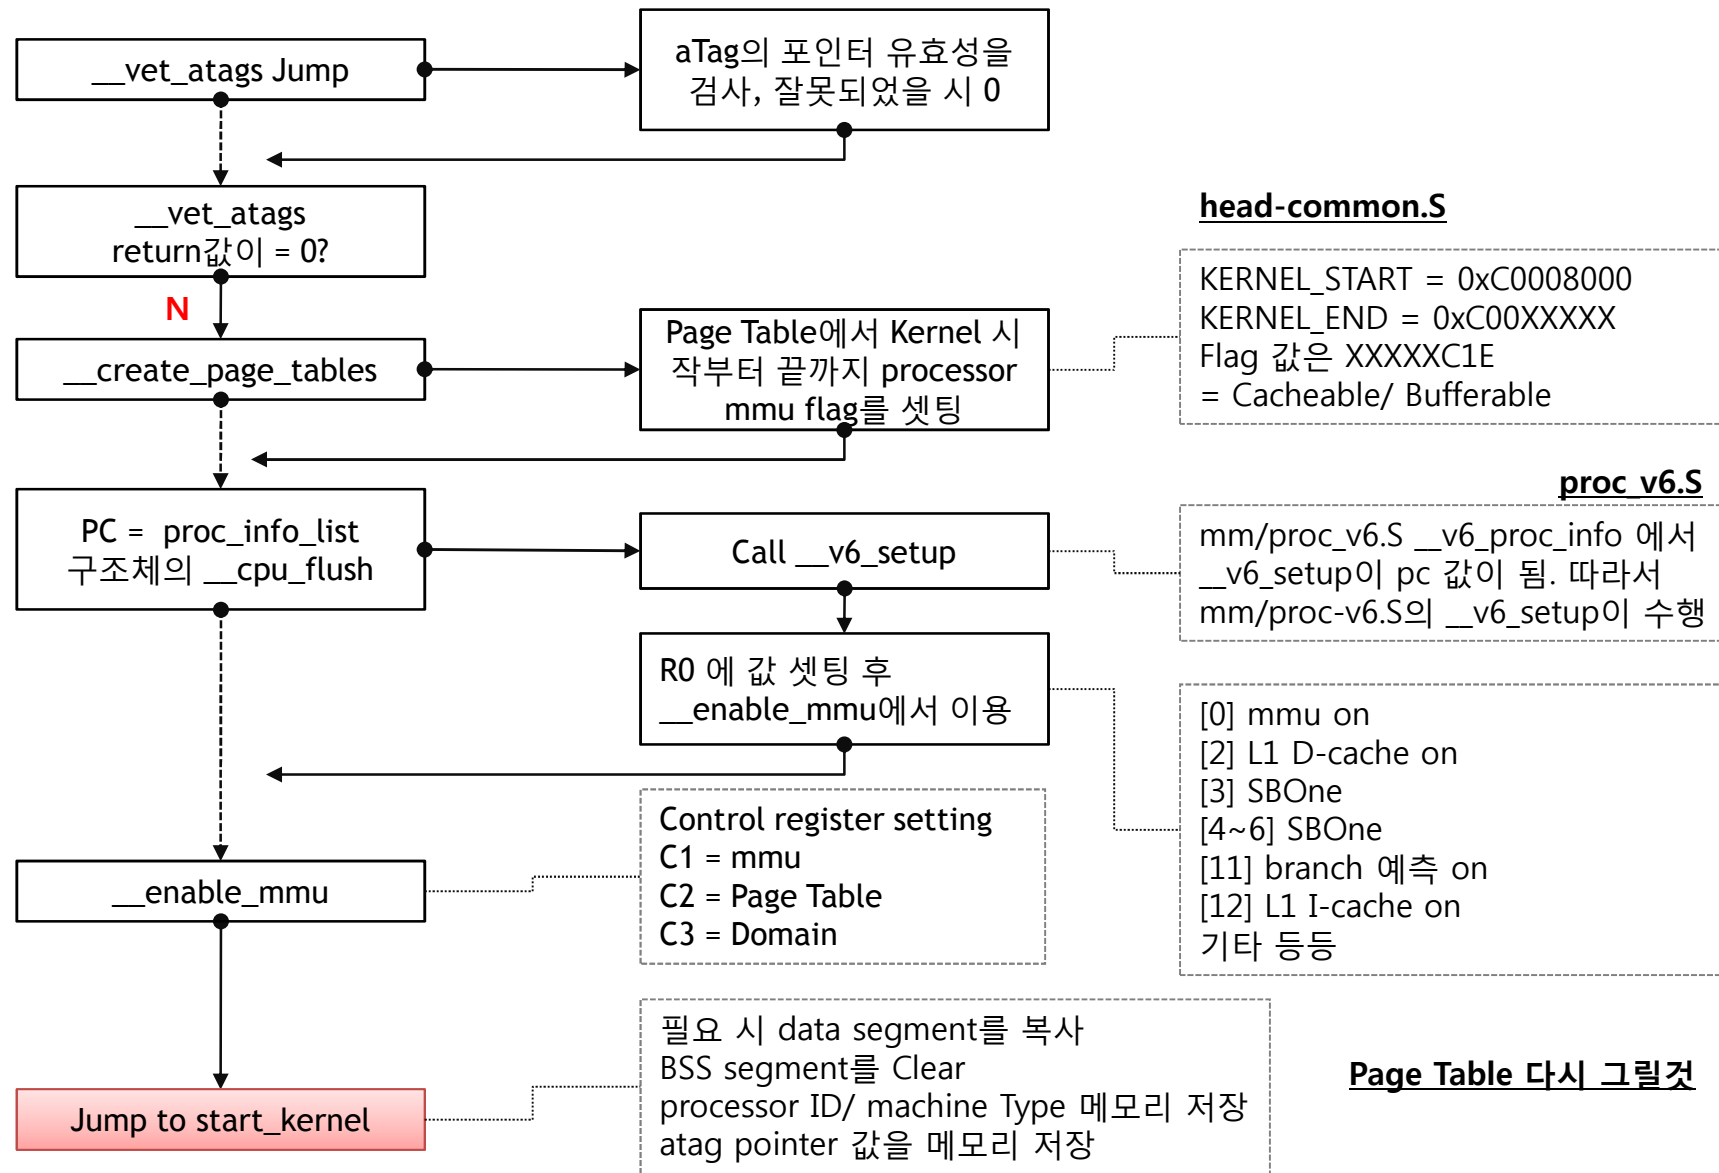 __vet_atags Jump
aTag의 포인터 유효성을
검사, 잘못되었을 시 0
__vet_atags
return값이 = 0?
N
head-common.S
KERNEL_START = 0xC0008000
KERNEL_END = 0xC00XXXXX
Flag 값은 XXXXXC1E
= Cacheable/ Bufferable
__create_page_tables
Page Table에서 Kernel 시
작부터 끝까지 processor
mmu flag를 셋팅
proc_v6.S
PC = proc_info_list
구조체의 __cpu_flush
Call __v6_setup
mm/proc_v6.S __v6_proc_info 에서
__v6_setup이 pc 값이 됨. 따라서
mm/proc-v6.S의 __v6_setup이 수행
R0 에 값 셋팅 후
__enable_mmu에서 이용
[0] mmu on
[2] L1 D-cache on
[3] SBOne
[4~6] SBOne
[11] branch 예측 on
[12] L1 I-cache on
기타 등등
__enable_mmu
Control register setting
C1 = mmu
C2 = Page Table
C3 = Domain
Jump to start_kernel
필요 시 data segment를 복사
BSS segment를 Clear
processor ID/ machine Type 메모리 저장
atag pointer 값을 메모리 저장
Page Table 다시 그릴것